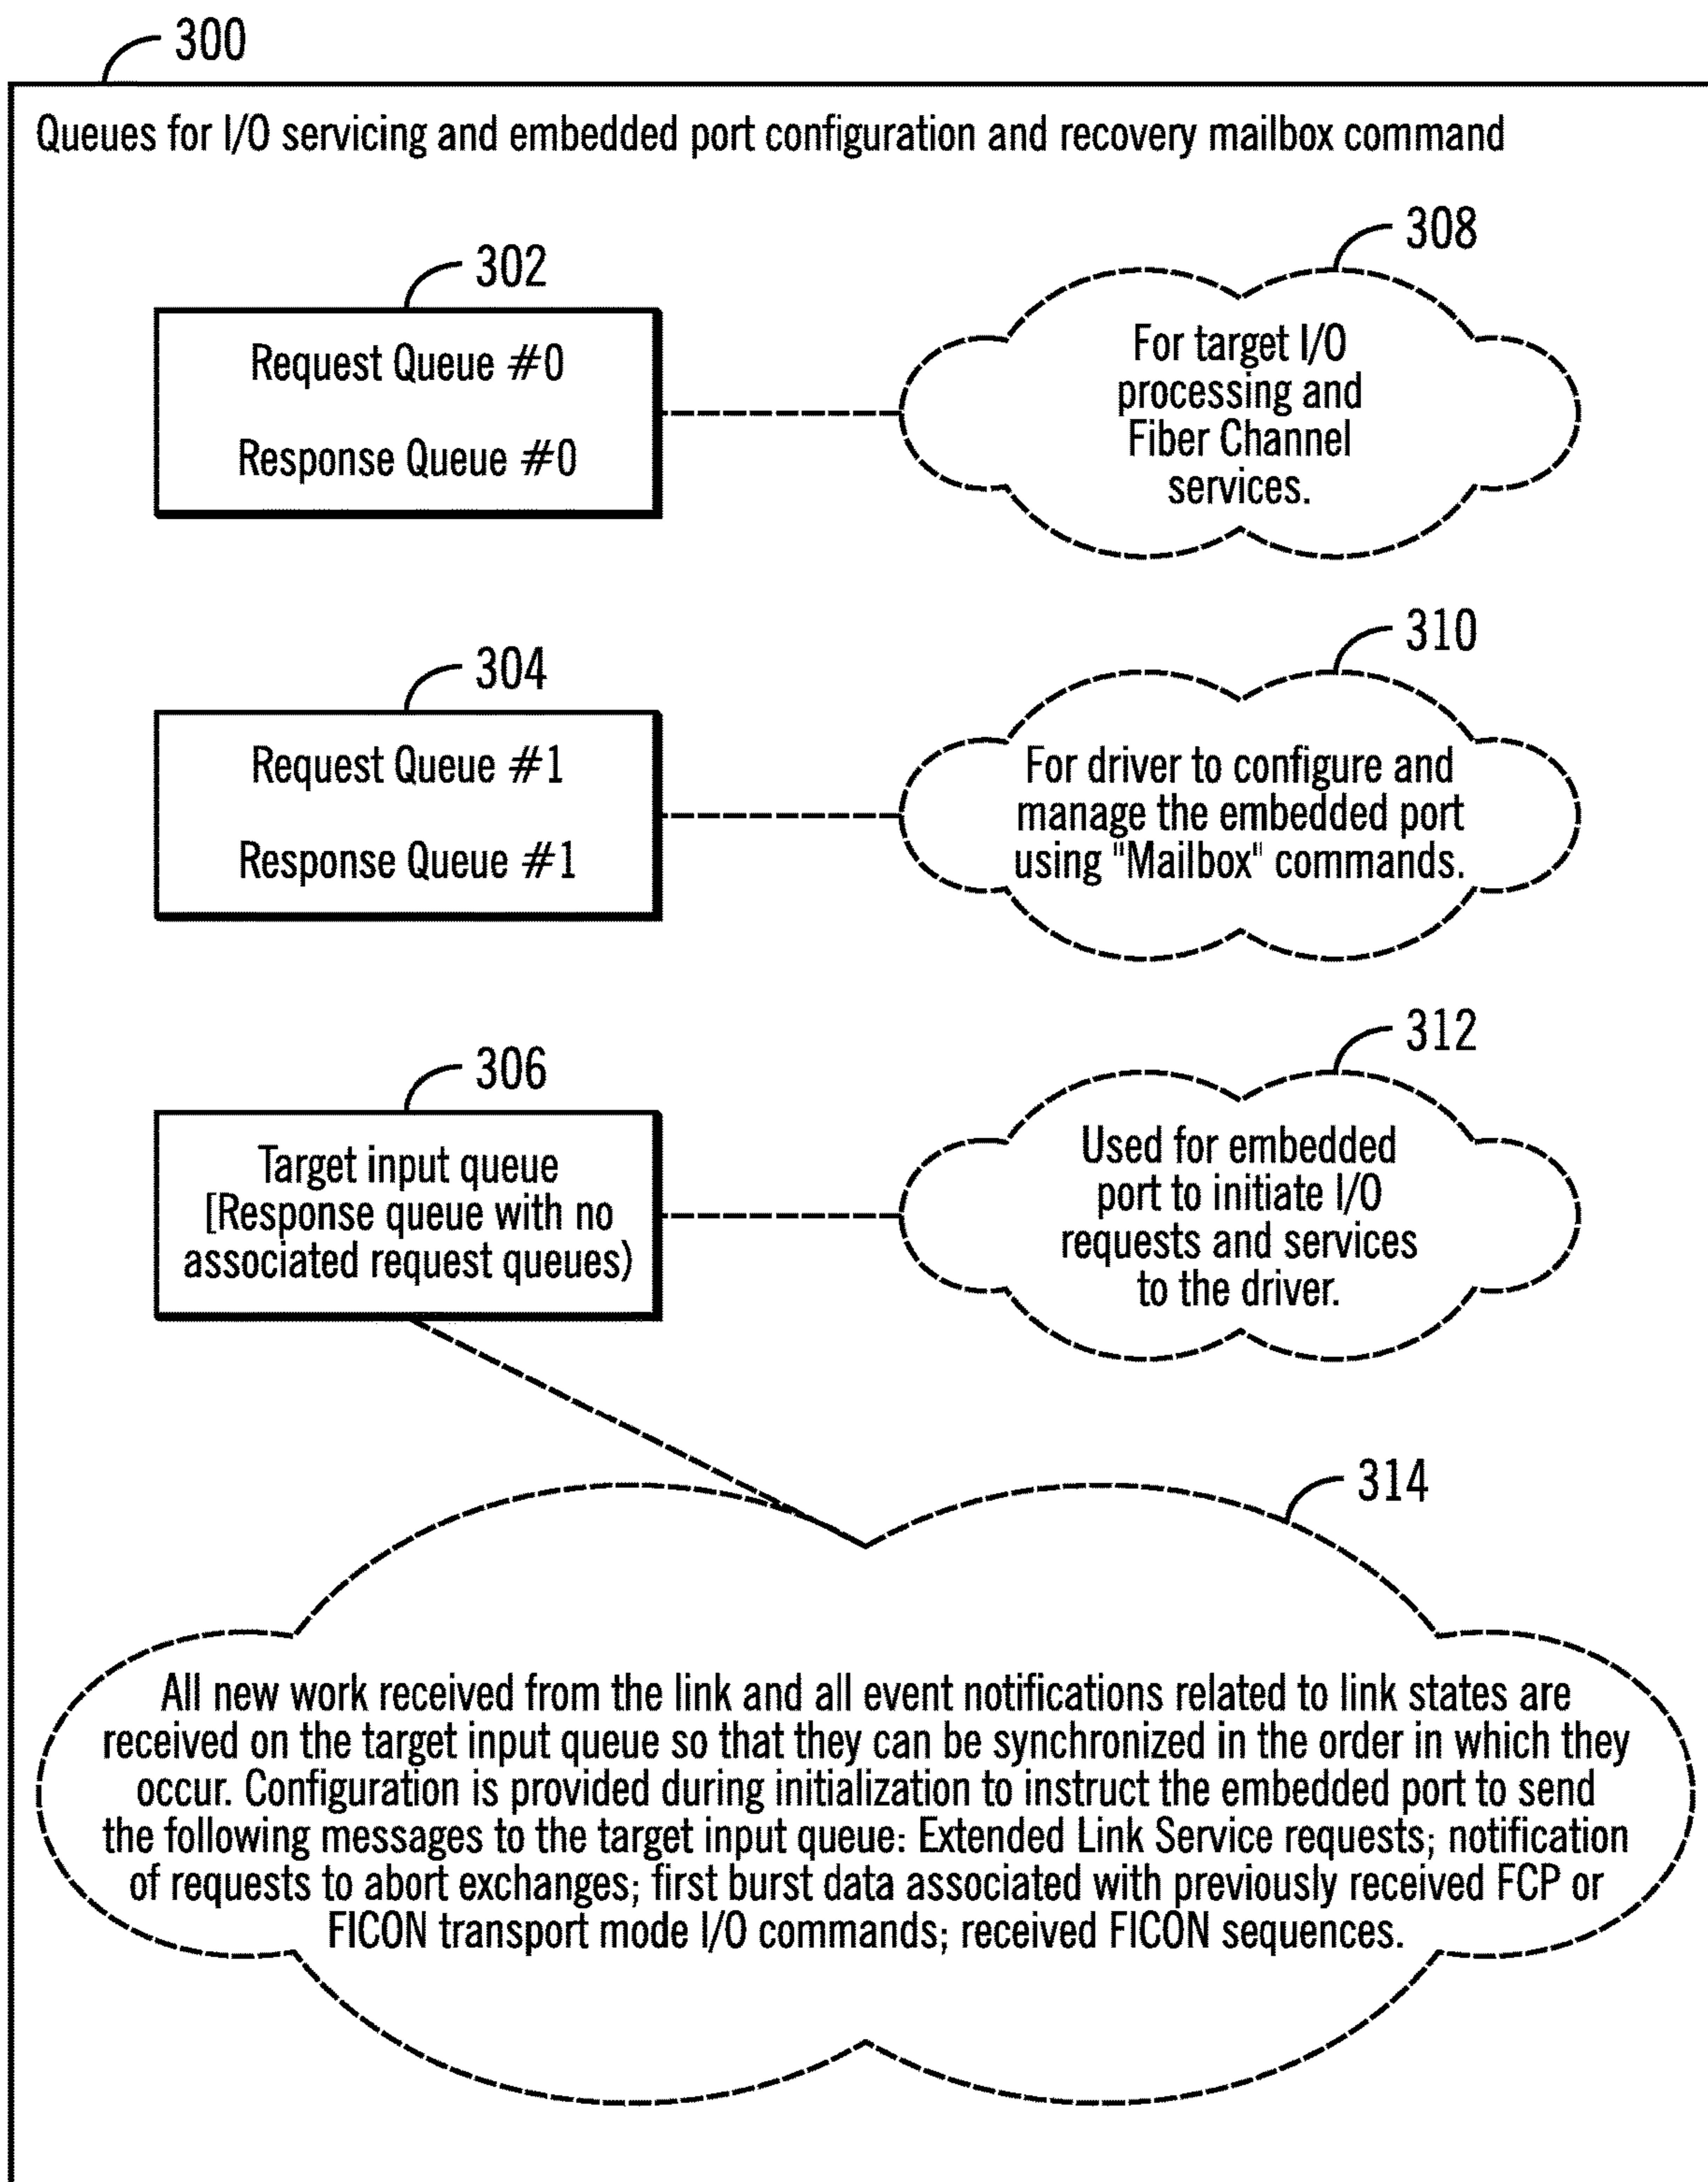 300
Queues for I/O servicing and embedded port configuration and recovery mailbox command
302
Request Queue #0
Response Queue #0
308
For target I/O
processing and
Fiber Channel
services.
304
Request Queue #1
Response Queue #1
310
For driver to configure and
manage the embedded port
using "Mailbox" commands.
306
Target input queue
[Response queue with no
associated request queues)
312
Used for embedded
port to initiate I/O
requests and services
to the driver.
314
All new work received from the link and all event notifications related to link states are
received on the target input queue so that they can be synchronized in the order in which they
occur. Configuration is provided during initialization to instruct the embedded port to send
the following messages to the target input queue: Extended Link Service requests; notification
of requests to abort exchanges; first burst data associated with previously received FCP or
FICON transport mode I/O commands; received FICON sequences.